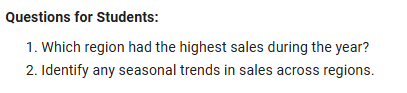 Questions for Students:
1. Which region had the highest sales during the year?
2. Identify any seasonal trends in sales across regions.